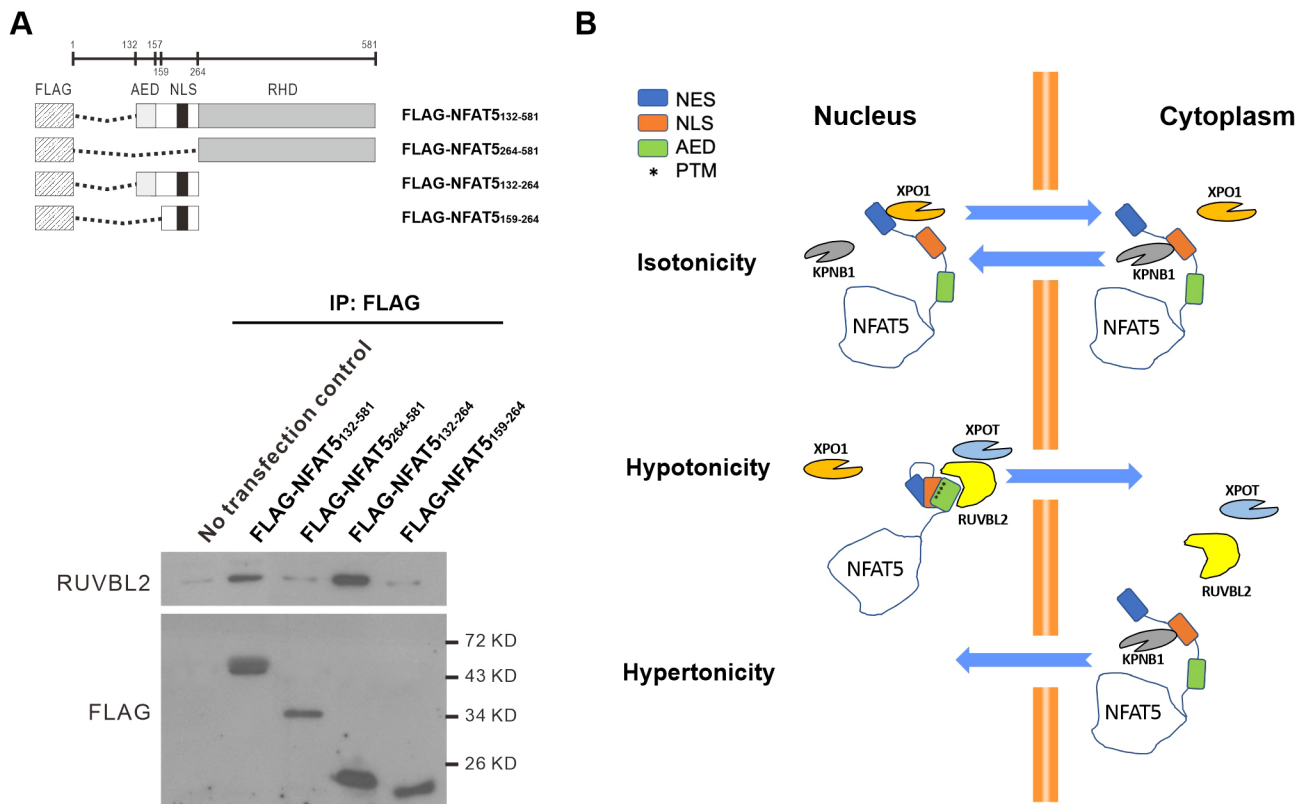 A
1 132 157 581
159 264
FLAG AED NLS RHD
FLAG-NFAT5132-581
FLAG-NFAT5264-581
FLAG-NFAT5132-264
FLAG-NFAT5159-264
IP: FLAG
No transfection control
FLAG-NFAT5132-581
FLAG-NFAT5264-581
FLAG-NFAT5132-264
FLAG-NFAT5159-264
RUVBL2
FLAG
72 KD
43 KD
34 KD
26 KD
B
NES
NLS
AED
* PTM
Nucleus
Cytoplasm
Isotonicity
XPO1
KPNB1
NFAT5
XPO1
KPNB1
NFAT5
Hypotonicity
XPO1
XPOT
RUVBL2
NFAT5
XPOT
RUVBL2
Hypertonicity
KPNB1
NFAT5